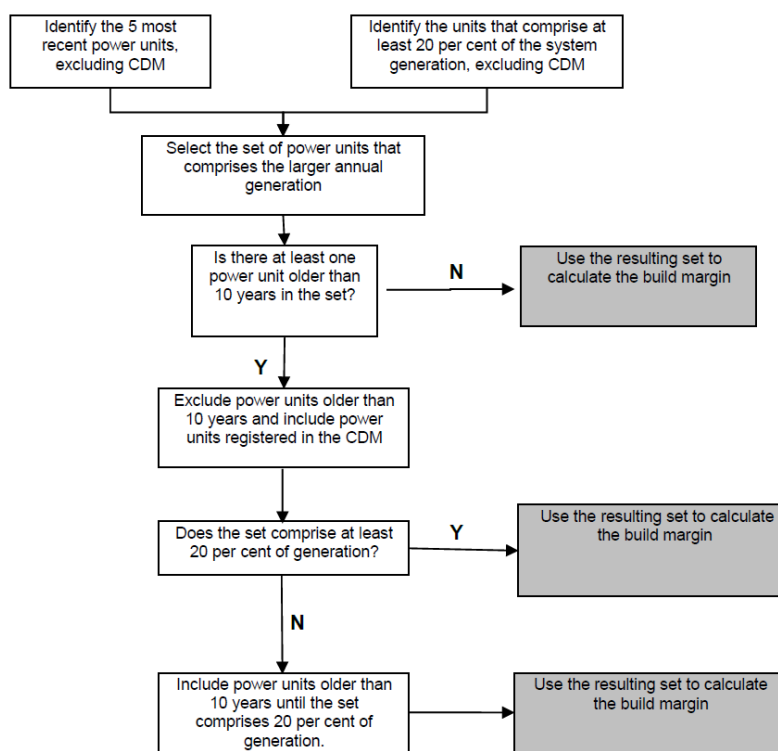 Identify the 5 most
recent power units,
excluding CDM
Identify the units that comprise at
least 20 per cent of the system
generation, excluding CDM
Select the set of power units that
comprises the larger annual
generation
Is there at least one
power unit older than
10 years in the set?
N
Use the resulting set to
calculate the build margin
Y
Exclude power units older than
10 years and include power
units registered in the CDM
Does the set comprise at least
20 per cent of generation?
Y
Use the resulting set to calculate
the build margin
N
Include power units older than
10 years until the set
comprises 20 per cent of
generation.
Use the resulting set to calculate
the build margin